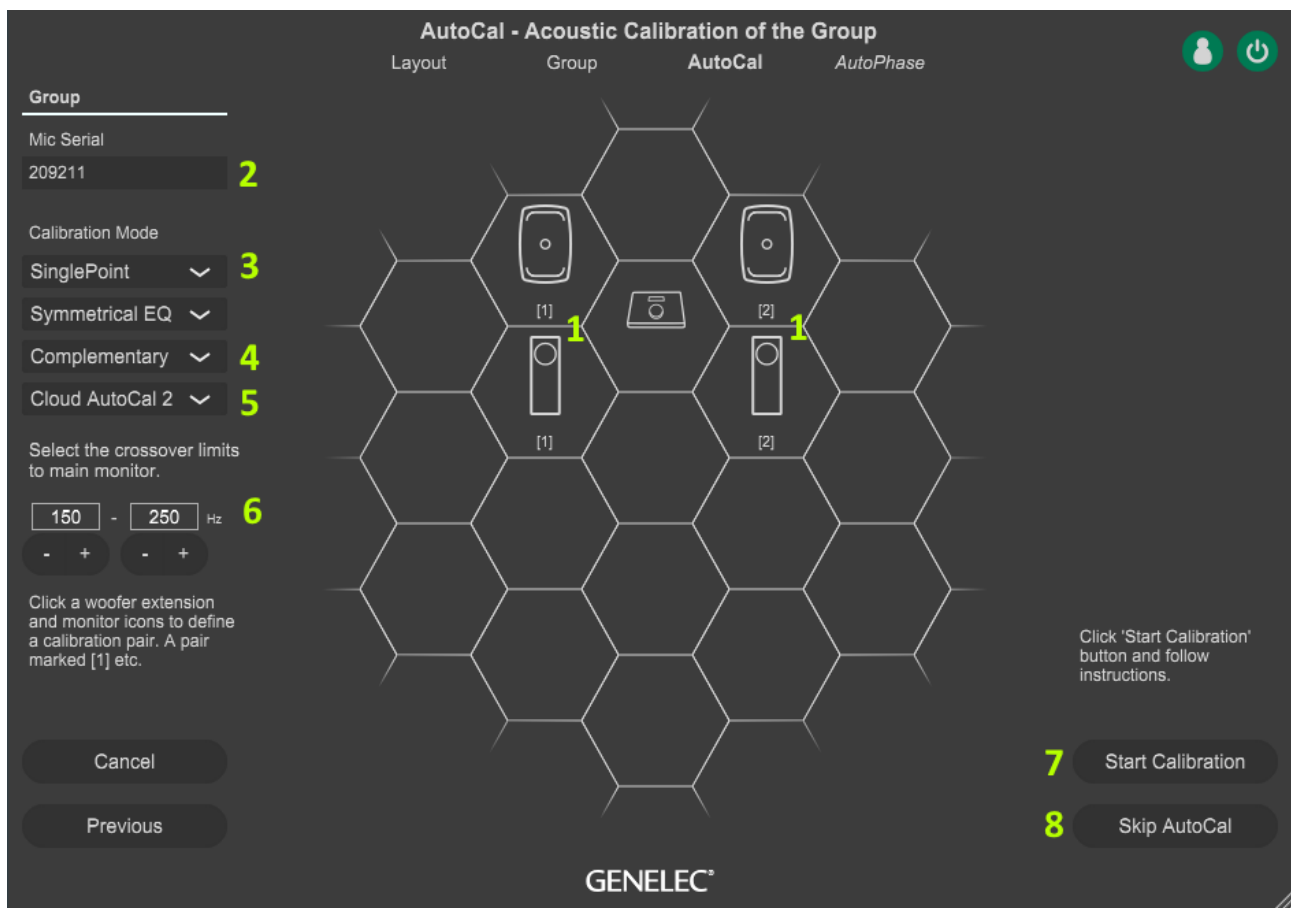 AutoCal - Acoustic Calibration of the Group
Layout Group AutoCal AutoPhase
Group
Mic Serial
209211 2
Calibration Mode
SinglePoint 3
Symmetrical EQ
Complementary 4
Cloud AutoCal 2 5
Select the crossover limits
to main monitor.
150 - 250 Hz 6
- + - +
Click a woofer extension
and monitor icons to define
a calibration pair. A pair
marked [1] etc.
Cancel
Previous
[1] 1 [2] 1
[1] [2]
Click 'Start Calibration'
button and follow
instructions.
7 Start Calibration
8 Skip AutoCal
GENELEC®